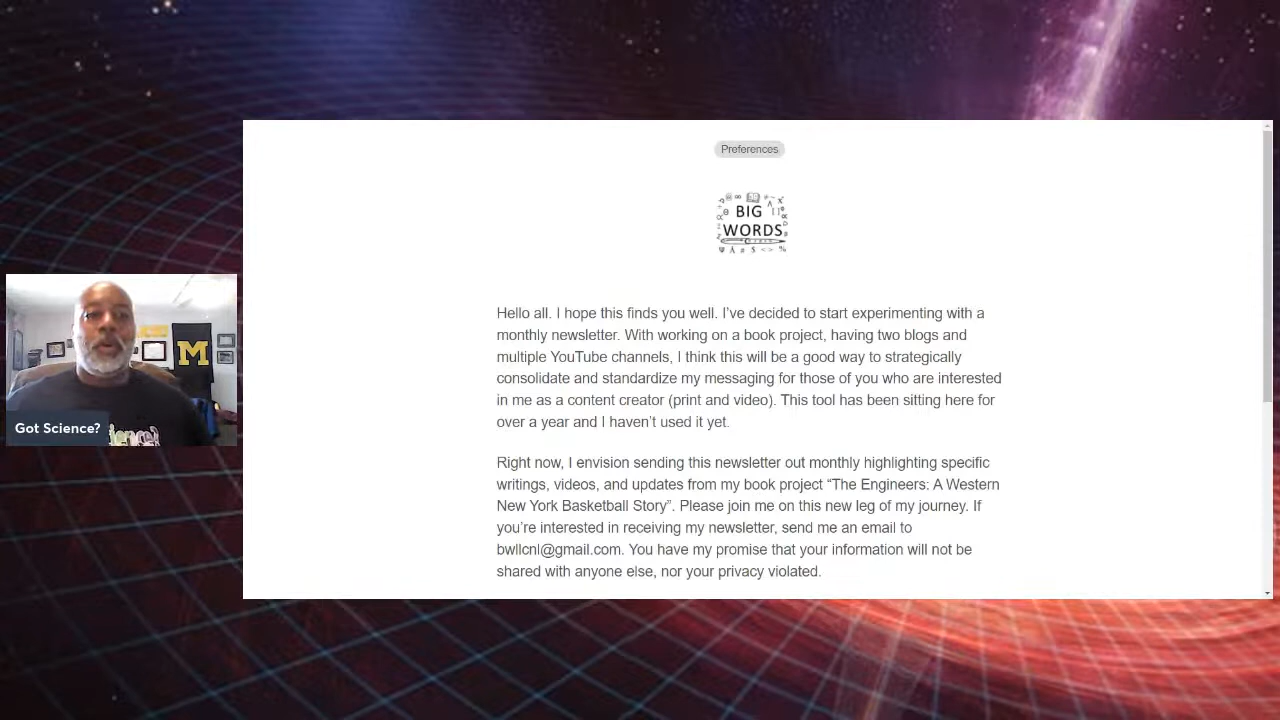 Preferences
BIG
WORDS
Hello all. I hope this finds you well. I’ve decided to start experimenting with a
monthly newsletter. With working on a book project, having two blogs and
multiple YouTube channels, I think this will be a good way to strategically
consolidate and standardize my messaging for those of you who are interested
in me as a content creator (print and video). This tool has been sitting here for
over a year and I haven’t used it yet.
Right now, I envision sending this newsletter out monthly highlighting specific
writings, videos, and updates from my book project “The Engineers: A Western
New York Basketball Story”. Please join me on this new leg of my journey. If
you’re interested in receiving my newsletter, send me an email to
bwllcnl@gmail.com. You have my promise that your information will not be
shared with anyone else, nor your privacy violated.
M
Got Science?